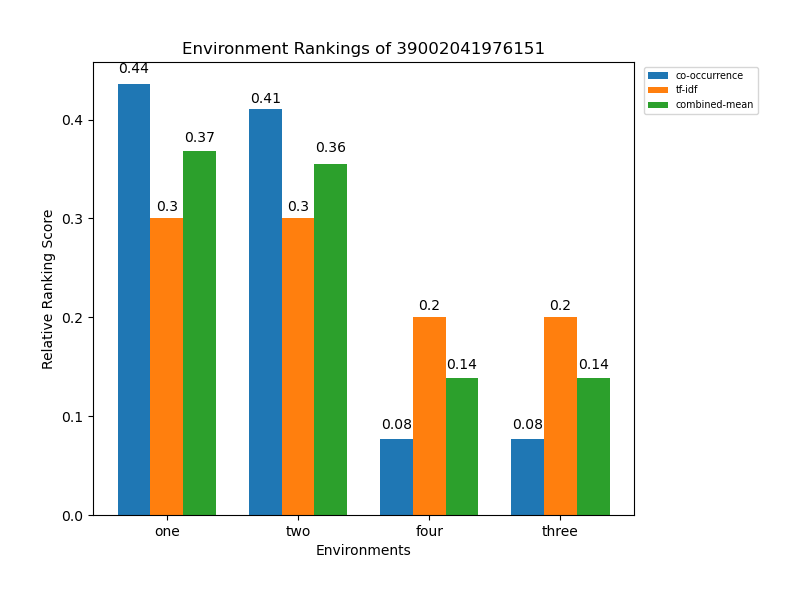 Environment Rankings of 39002041976151
co-occurrence
tf-idf
combined-mean
0.44
0.3
0.37
0.41
0.3
0.36
0.08
0.2
0.14
0.08
0.2
0.14
Relative Ranking Score
0.4
0.3
0.2
0.1
0.0
one two four three
Environments